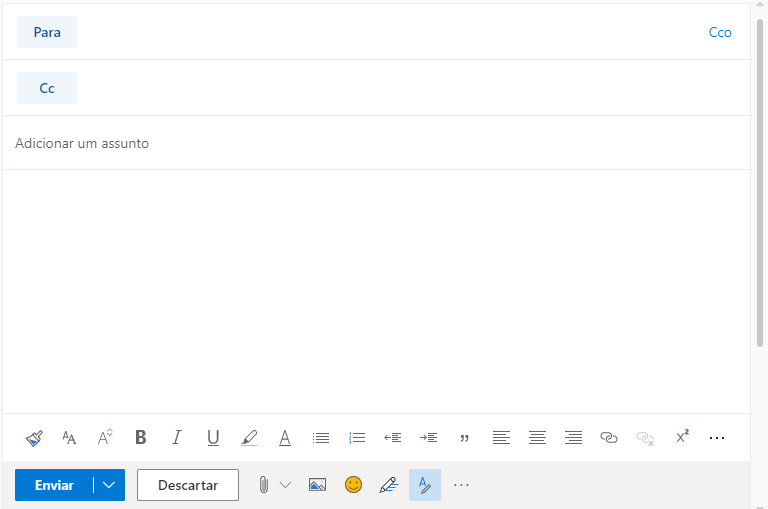 Para
Cco
Cc
Adicionar um assunto
Enviar
Descartar